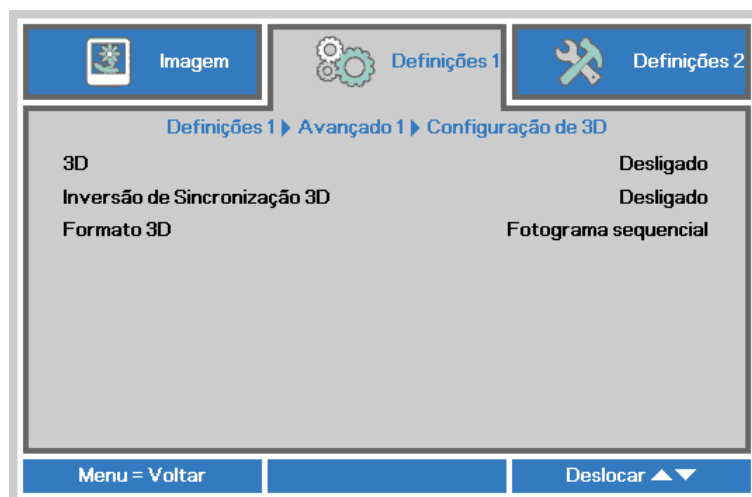 Imagem
Definições 1
Definições 2
Definições 1 ▶ Avançado 1 ▶ Configuração de 3D
3D Desligado
Inversão de Sincronização 3D Desligado
Formato 3D Fotograma sequencial
Menu = Voltar
Deslocar ▲▼